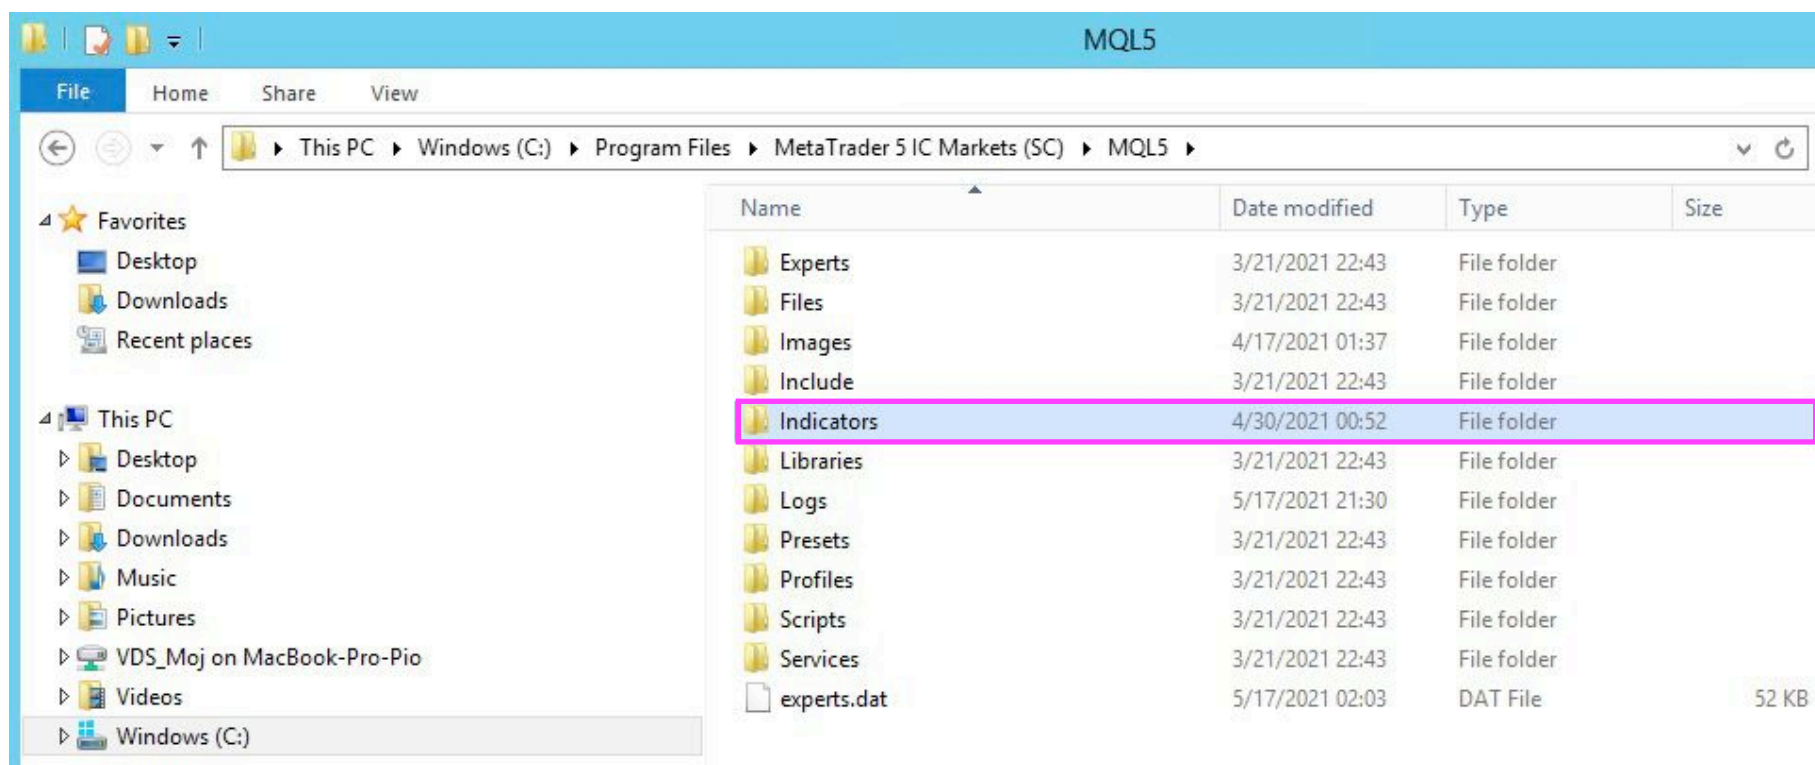 MQL5
File Home Share View
This PC Windows (C:) Program Files MetaTrader 5 IC Markets (SC) MQL5
Favorites
Desktop
Downloads
Recent places
This PC
Desktop
Documents
Downloads
Music
Pictures
VDS_Moj on MacBook-Pro-Pio
Videos
Windows (C:)
Name Date modified Type Size
Experts 3/21/2021 22:43 File folder
Files 3/21/2021 22:43 File folder
Images 4/17/2021 01:37 File folder
Include 3/21/2021 22:43 File folder
Indicators 4/30/2021 00:52 File folder
Libraries 3/21/2021 22:43 File folder
Logs 5/17/2021 21:30 File folder
Presets 3/21/2021 22:43 File folder
Profiles 3/21/2021 22:43 File folder
Scripts 3/21/2021 22:43 File folder
Services 3/21/2021 22:43 File folder
experts.dat 5/17/2021 02:03 DAT File 52 KB